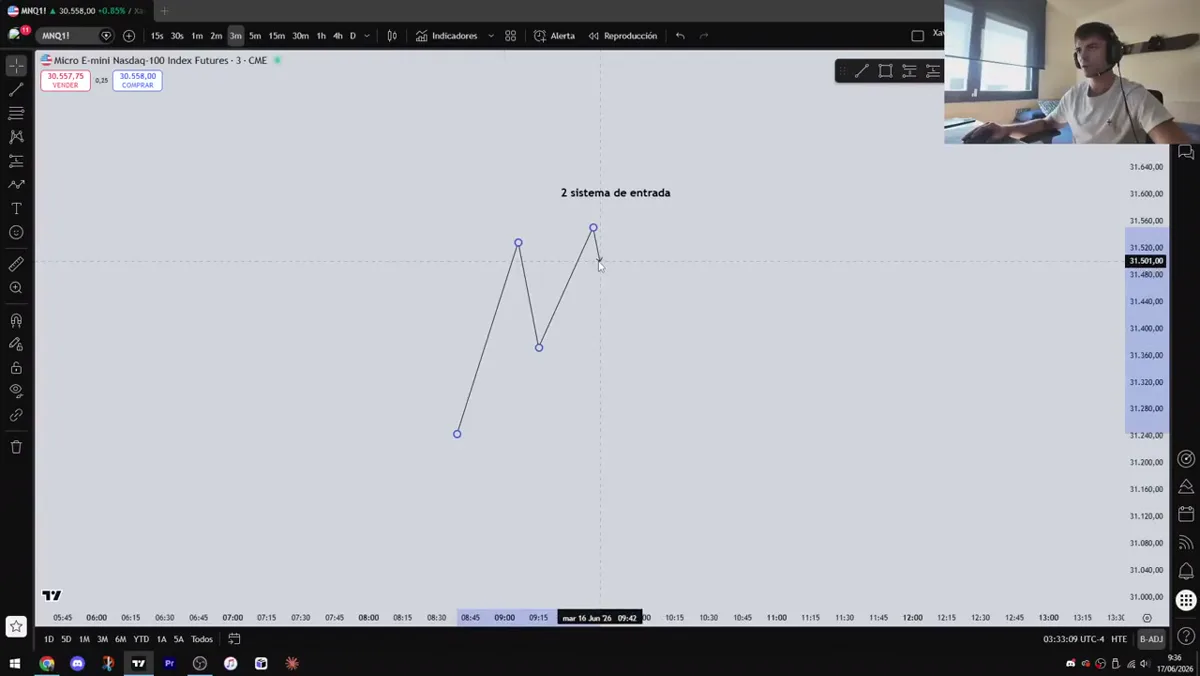 MNQ1! ▲ 30.558,00 +0.85% / Xa
MNQ1! 15s 30s 1m 2m 3m 5m 15m 30m 1h 4h D Indicadores Alerta Reproducción Xa
Micro E-mini Nasdaq-100 Index Futures · 3 · CME
30.557,75 0,25 30.558,00
VENDER COMPRAR
2 sistema de entrada
31.640,00
31.600,00
31.560,00
31.520,00
31.501,00
31.480,00
31.440,00
31.400,00
31.360,00
31.320,00
31.280,00
31.240,00
31.200,00
31.160,00
31.120,00
31.080,00
31.040,00
31.000,00
05:45 06:00 06:15 06:30 06:45 07:00 07:15 07:30 07:45 08:00 08:15 08:30 08:45 09:00 09:15 mar 16 Jun '26 09:42 10:15 10:30 10:45 11:00 11:15 11:30 11:45 12:00 12:15 12:30 12:45 13:00 13:15 13:30
1D 5D 1M 3M 6M YTD 1A 5A Todos 03:33:09 UTC-4 HTE B-ADJ
9:36
17/06/2026